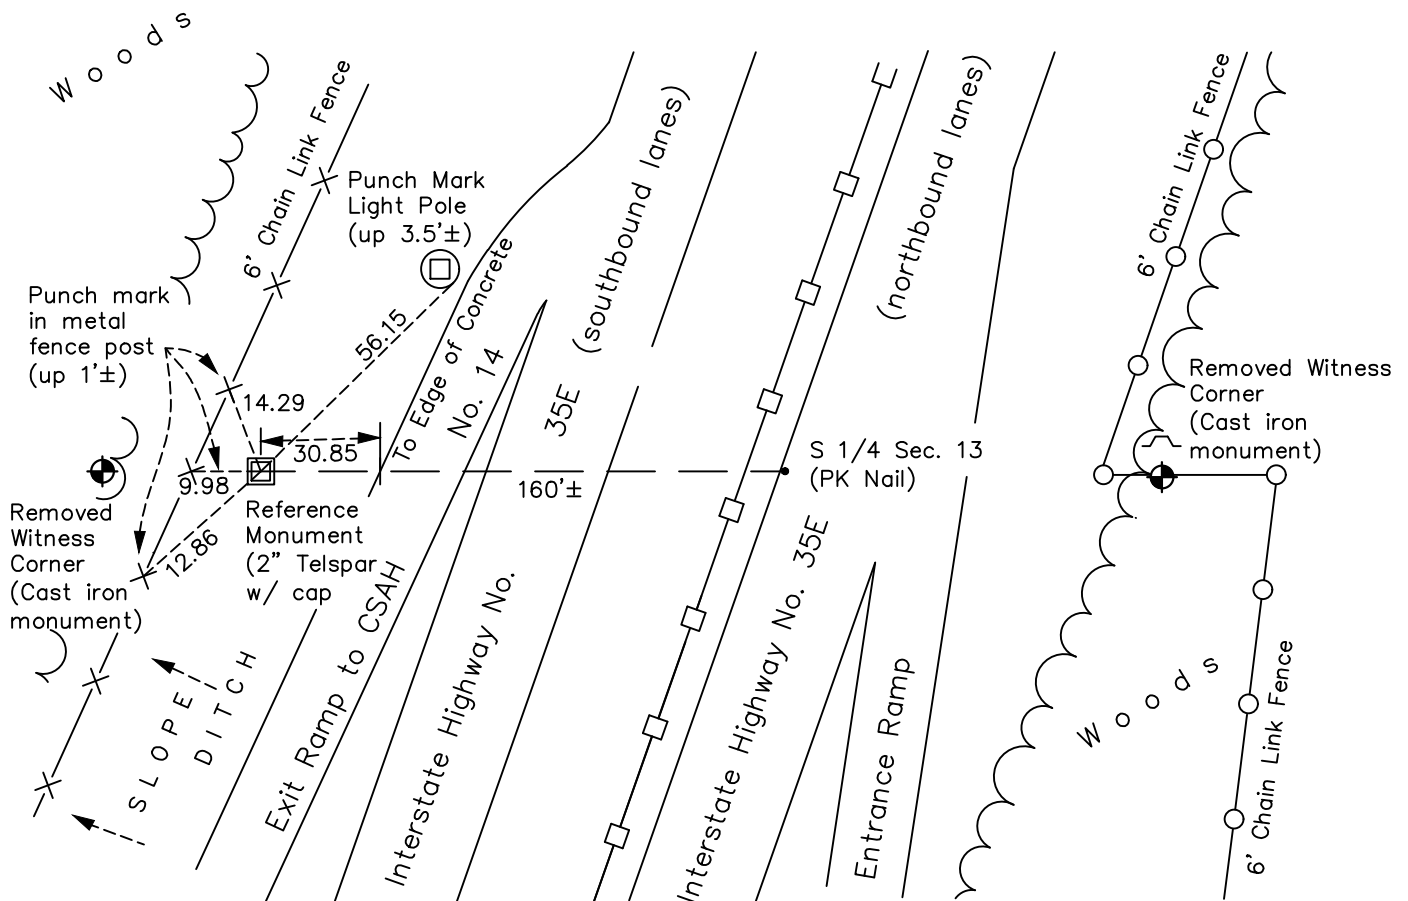 Woods
6' Chain Link Fence
Punch Mark
Light Pole
(up 3.5'±)
Punch mark
in metal
fence post
(up 1'±)
14.29
56.15
30.85
9.98
12.86
To Edge of Concrete
Removed
Witness
Corner
(Cast iron
monument)
Reference
Monument
(2" Telspar
w/ cap
160'±
S 1/4 Sec. 13
(PK Nail)
SLOPE
DITCH
Exit Ramp to CSAH No. 14
Interstate Highway No. 35E
(southbound lanes)
Interstate Highway No. 35E
(northbound lanes)
Entrance Ramp
6' Chain Link Fence
Removed Witness
Corner
(Cast iron
monument)
Woods
6' Chain Link Fence